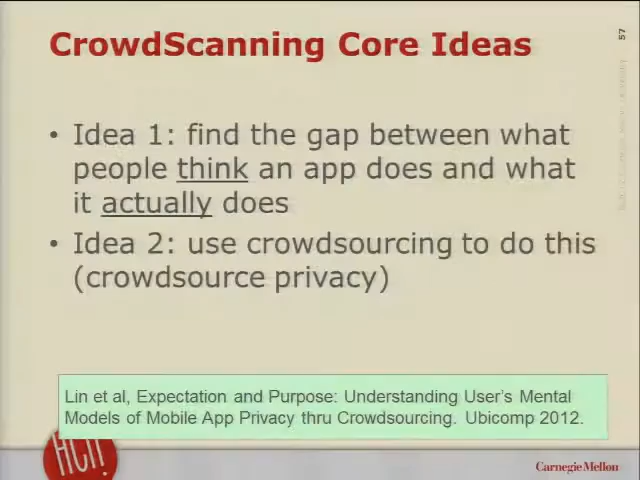 CrowdScanning Core Ideas
57
• Idea 1: find the gap between what
people think an app does and what
it actually does
• Idea 2: use crowdsourcing to do this
(crowdsource privacy)
Lin et al, Expectation and Purpose: Understanding User's Mental
Models of Mobile App Privacy thru Crowdsourcing. Ubicomp 2012.
HCII
Carnegie Mellon